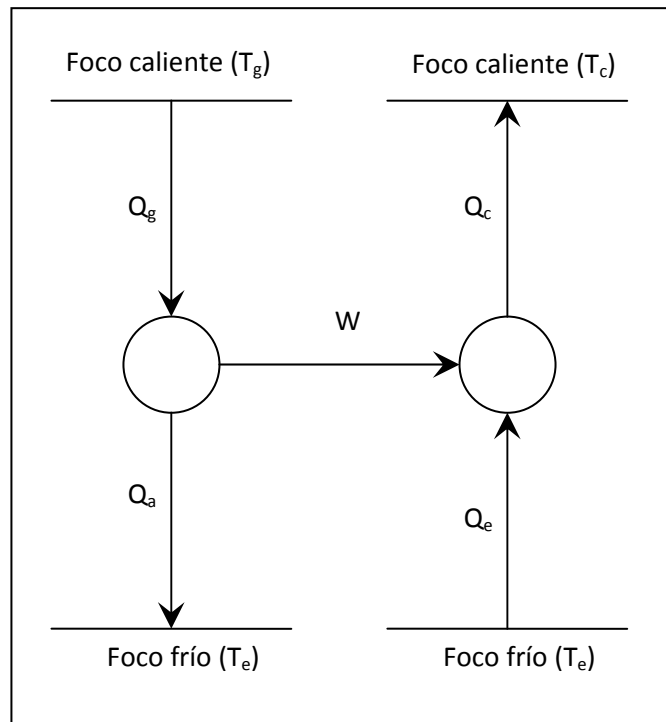 Foco caliente (Tg)
Foco caliente (Tc)
Qg
Qc
W
Qa
Qe
Foco frío (Te)
Foco frío (Te)